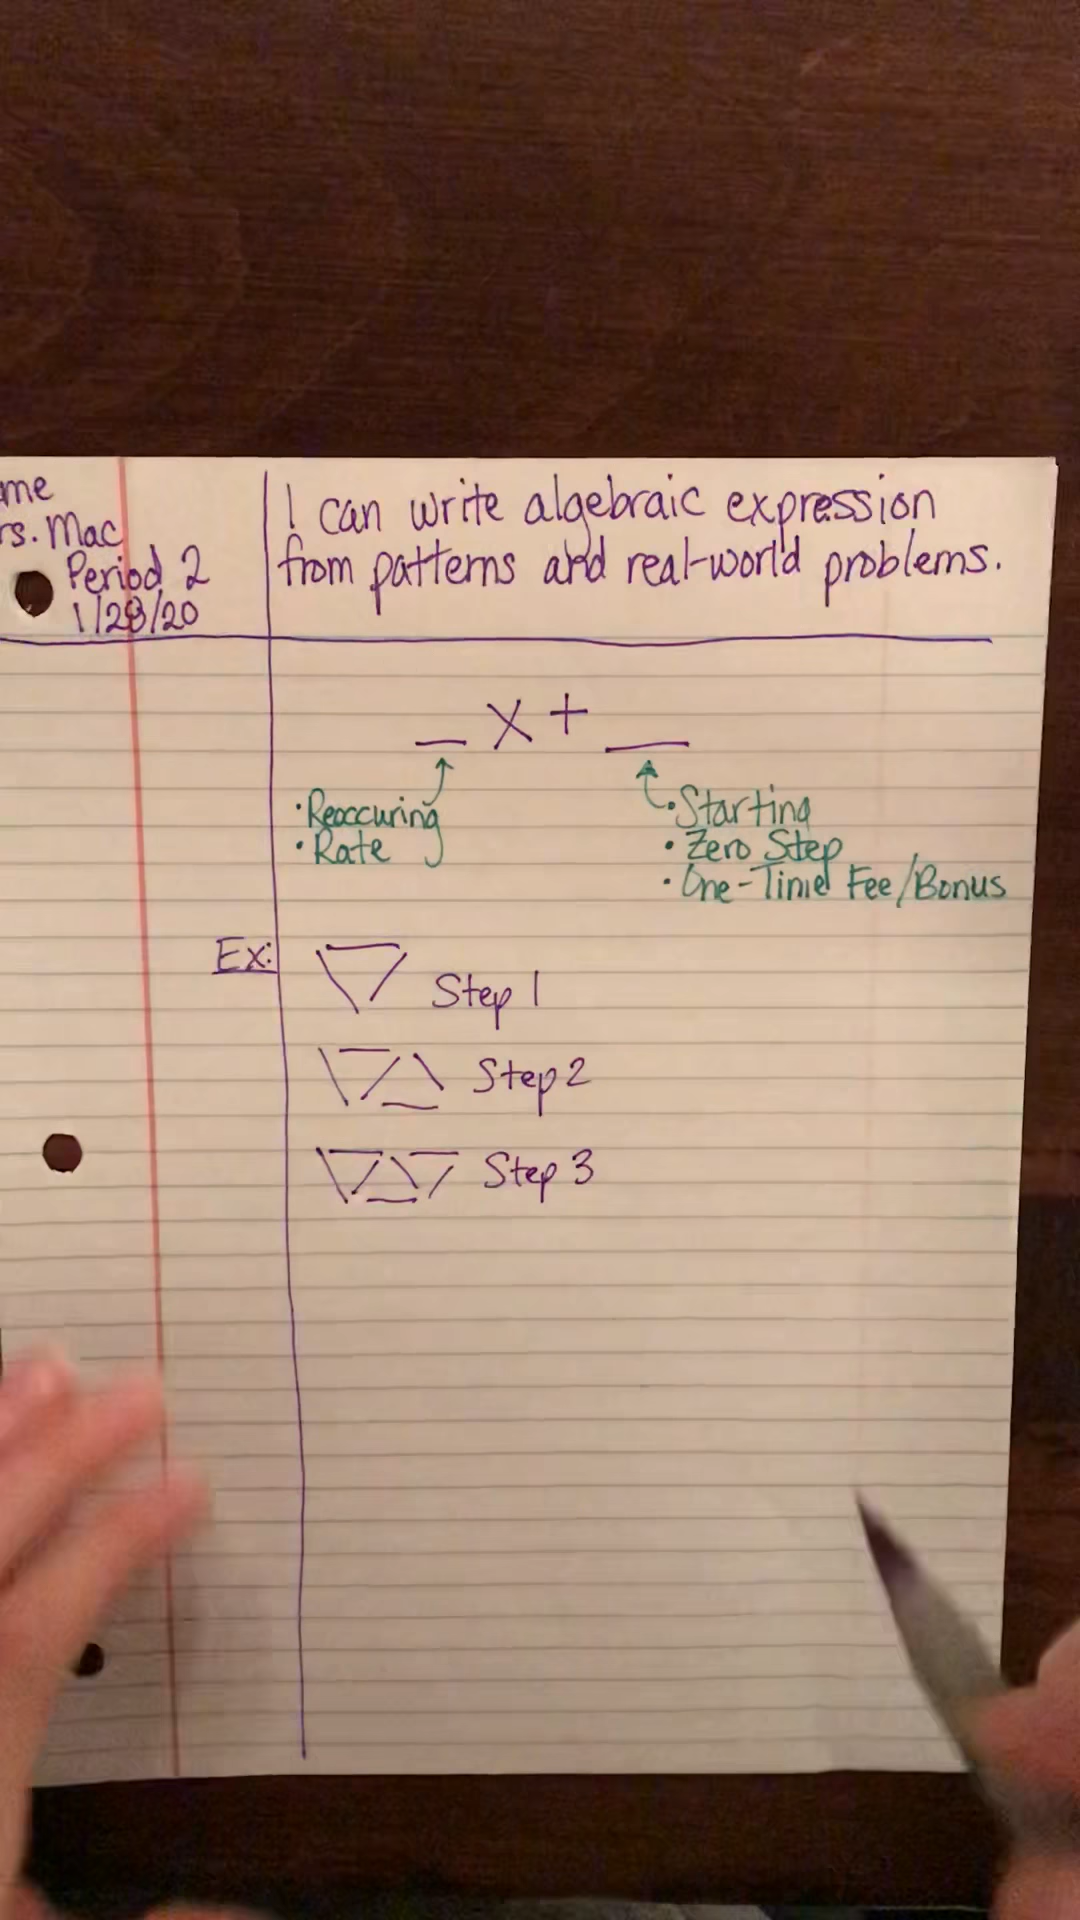 me
rs. Mac
Period 2
1/28/20
I can write algebraic expression
from patterns and real-world problems.
_ x + _
• Reoccuring
• Rate
• Starting
• Zero Step
• One-Time Fee/Bonus
Ex:
Step 1
Step 2
Step 3